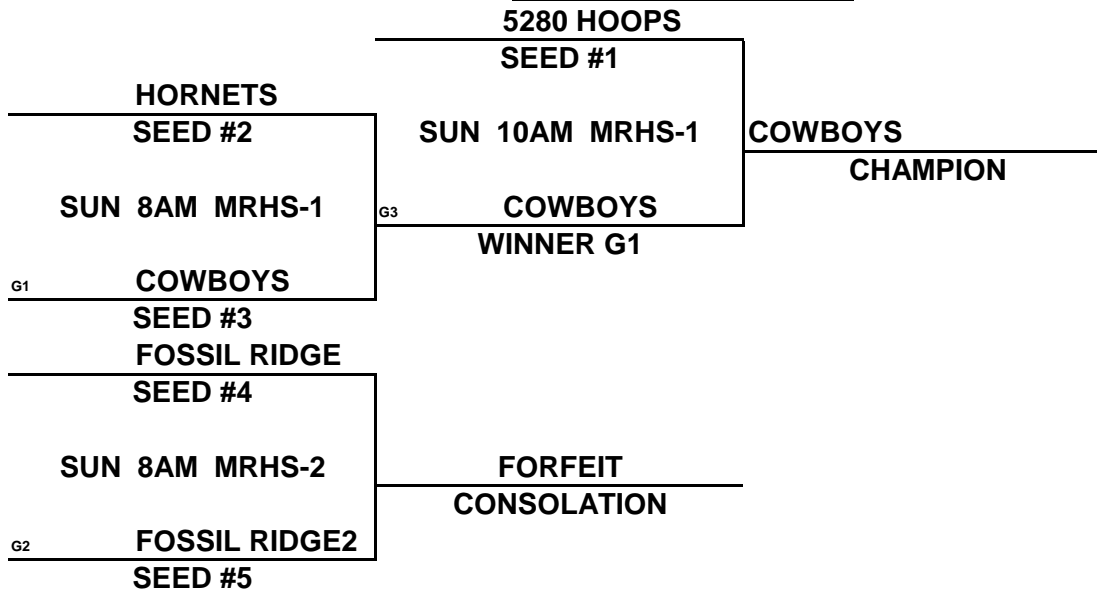 5280 HOOPS
SEED #1
HORNETS
SEED #2
SUN 10AM MRHS-1
COWBOYS
CHAMPION
SUN 8AM MRHS-1
G3 COWBOYS
WINNER G1
G1 COWBOYS
SEED #3
FOSSIL RIDGE
SEED #4
SUN 8AM MRHS-2
FORFEIT
CONSOLATION
G2 FOSSIL RIDGE2
SEED #5